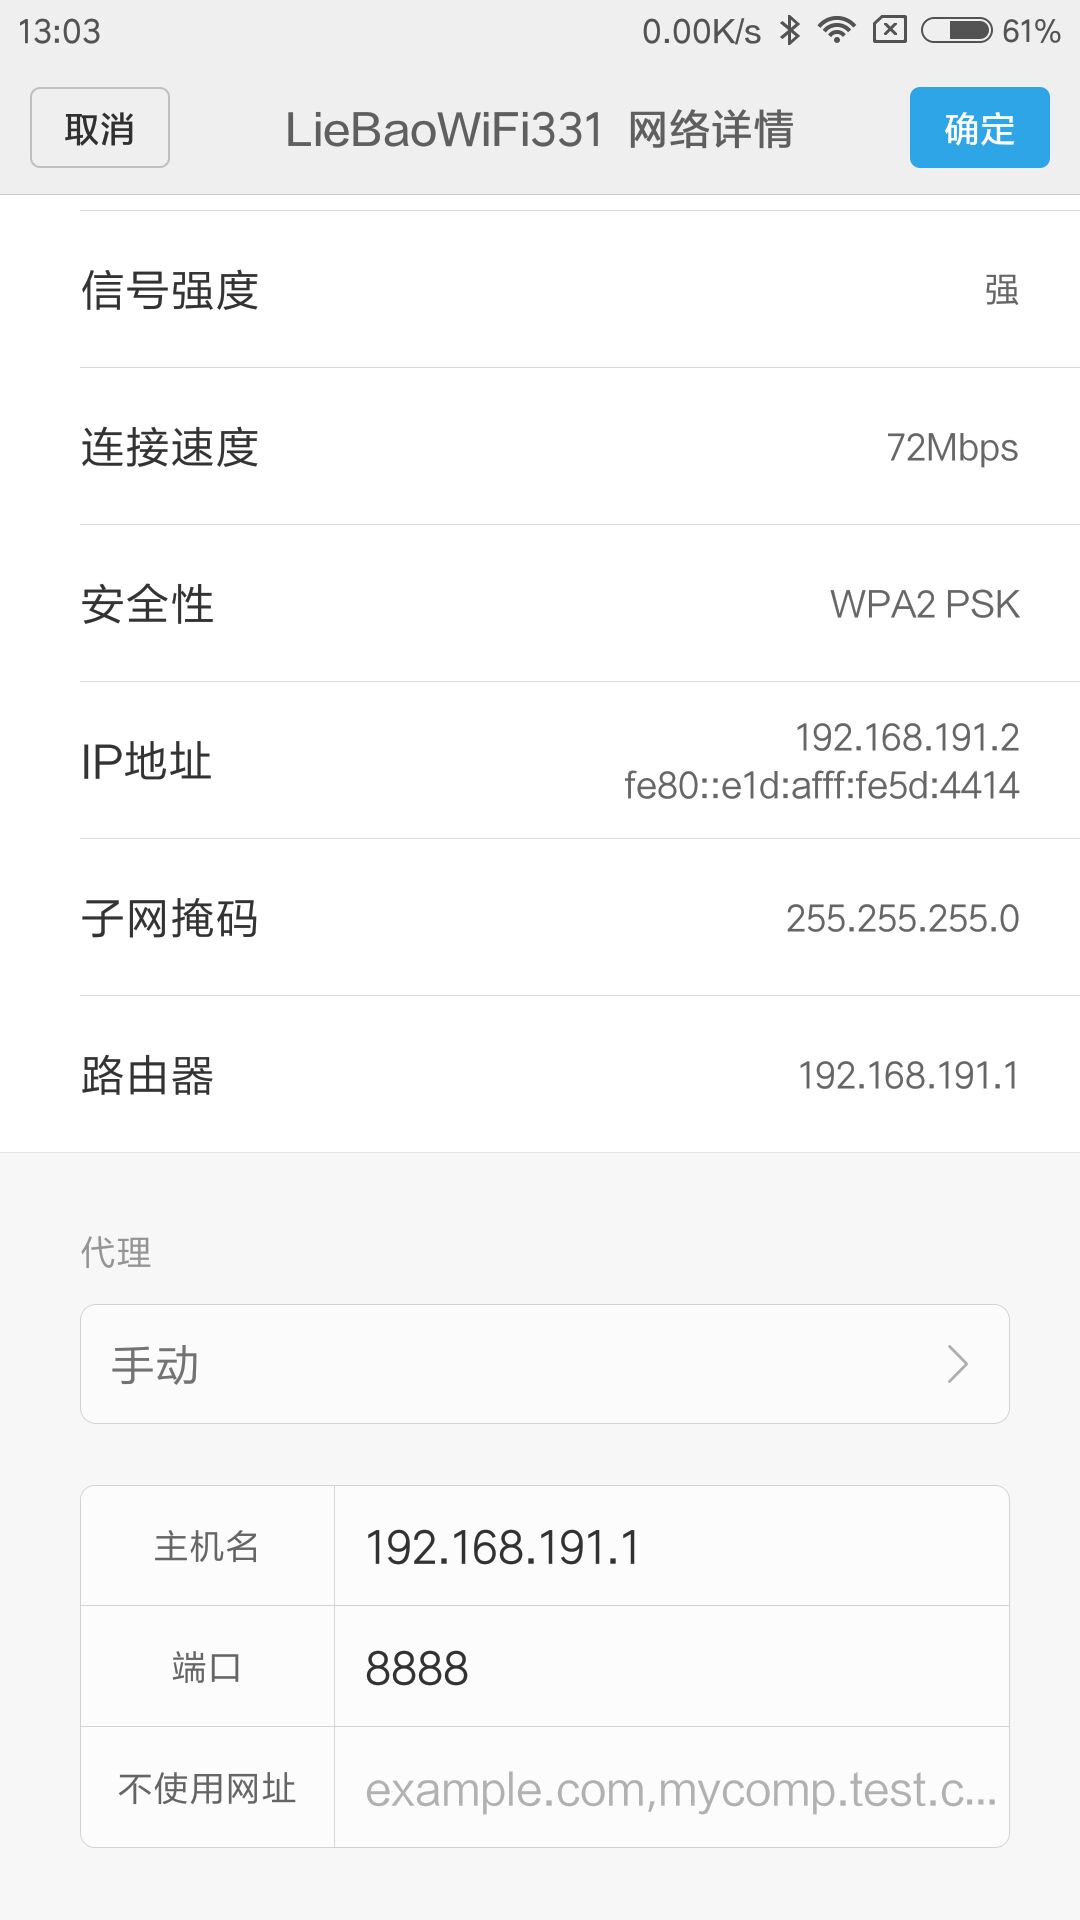 13:03 0.00K/s 61%
取消 LieBaoWiFi331 网络详情 确定
信号强度 强
连接速度 72Mbps
安全性 WPA2 PSK
IP地址 192.168.191.2
fe80::e1d:afff:fe5d:4414
子网掩码 255.255.255.0
路由器 192.168.191.1
代理
手动
主机名 192.168.191.1
端口 8888
不使用网址 example.com,mycomp.test.c...